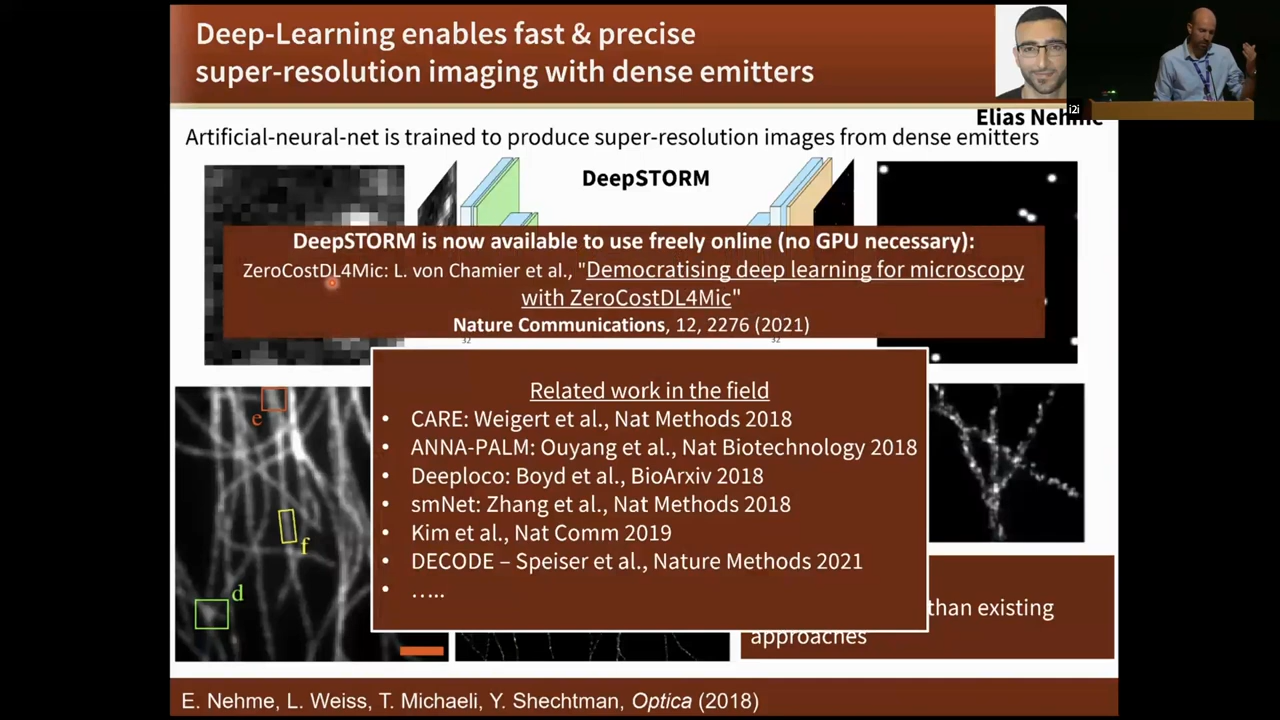 Deep-Learning enables fast & precise
super-resolution imaging with dense emitters
i2i
Elias Nehme
Artificial-neural-net is trained to produce super-resolution images from dense emitters
DeepSTORM
DeepSTORM is now available to use freely online (no GPU necessary):
ZeroCostDL4Mic: L. von Chamier et al., "Democratising deep learning for microscopy
with ZeroCostDL4Mic"
Nature Communications, 12, 2276 (2021)
32
32
Related work in the field
• CARE: Weigert et al., Nat Methods 2018
• ANNA-PALM: Ouyang et al., Nat Biotechnology 2018
• Deeploco: Boyd et al., BioArxiv 2018
• smNet: Zhang et al., Nat Methods 2018
• Kim et al., Nat Comm 2019
• DECODE – Speiser et al., Nature Methods 2021
• …..
e
f
d
than existing
approaches
E. Nehme, L. Weiss, T. Michaeli, Y. Shechtman, Optica (2018)